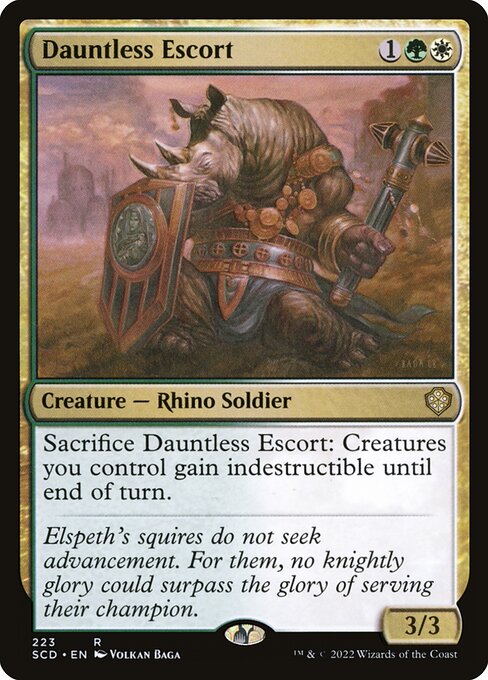 Dauntless Escort 1
Creature — Rhino Soldier
Sacrifice Dauntless Escort: Creatures
you control gain indestructible until
end of turn.
Elspeth's squires do not seek
advancement. For them, no knightly
glory could surpass the glory of serving
their champion.
3/3
223 R
SCD • EN Volkan Baga ™ & © 2022 Wizards of the Coast